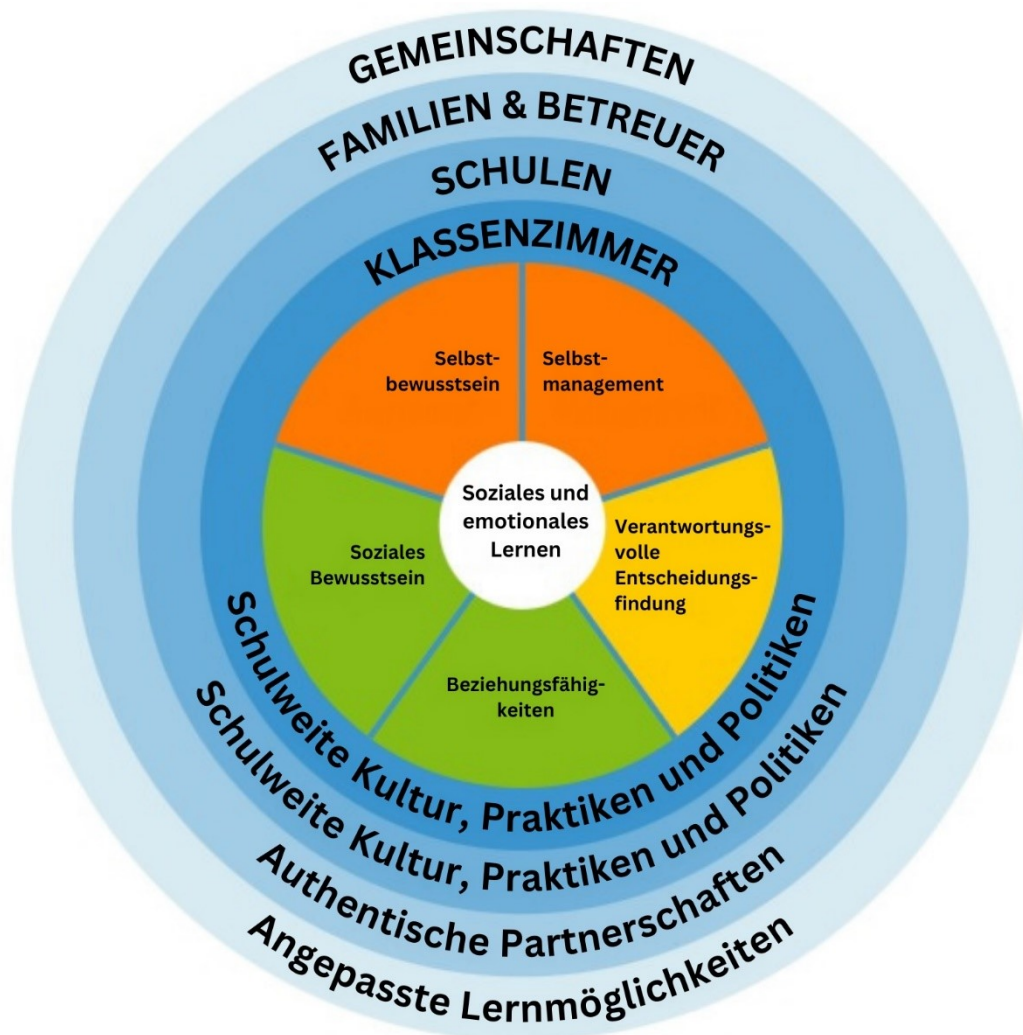 GEMEINSCHAFTEN
FAMILIEN & BETREUER
SCHULEN
KLASSENZIMMER
Selbst-
bewusstsein
Selbst-
management
Soziales und
emotionales
Lernen
Soziales
Bewusstsein
Verantwortungs-
volle
Entscheidungs-
findung
Beziehungsfähig-
keiten
Schulweite Kultur, Praktiken und Politiken
Schulweite Kultur, Praktiken und Politiken
Authentische Partnerschaften
Angepasste Lernmöglichkeiten